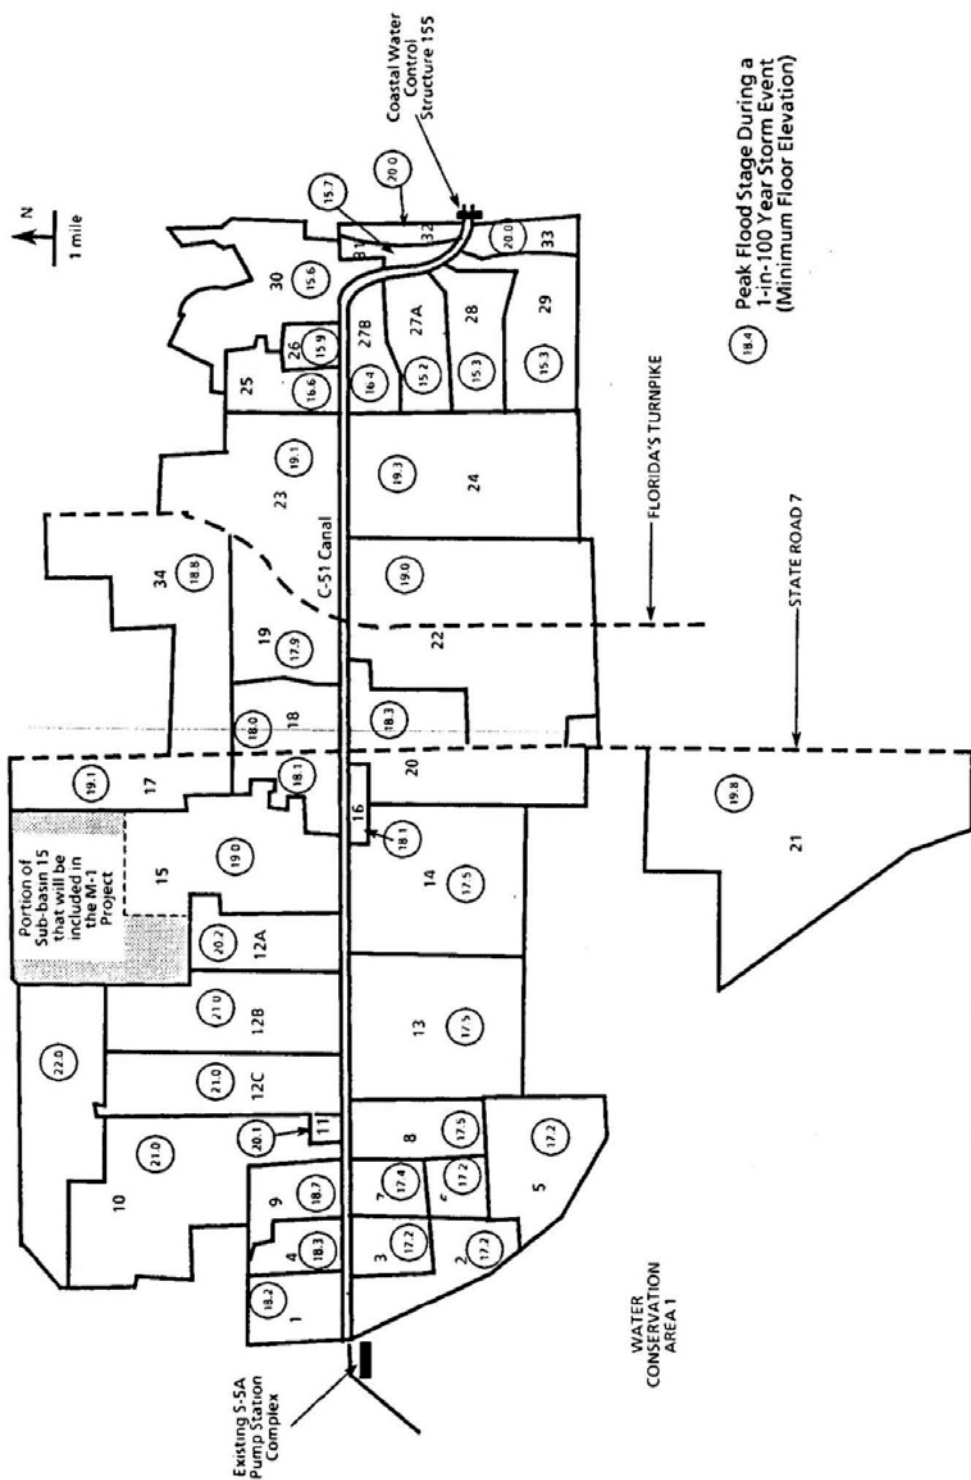 N
1 mile
Coastal Water
Control
Structure 155
18.4
Peak Flood Stage During a
1-in-100 Year Storm Event
(Minimum Floor Elevation)
Portion of
Sub-basin 15
that will be
included in
the M-1
Project
C-51 Canal
FLORIDA'S TURNPIKE
STATE ROAD 7
WATER
CONSERVATION
AREA 1
Existing S-5A
Pump Station
Complex
22.0
10
21.0
20.1
11
12C
21.0
12B
21.0
12A
20.2
15
19.0
17
19.1
18.1
18
18.0
34
18.8
19
17.9
23
19.1
25
16.6
26
15.9
30
15.6
15.7
31
20.0
32
1
18.2
4
18.3
9
18.7
3
17.2
2
17.2
7
17.4
17.2
8
17.5
5
17.2
13
17.5
14
17.5
16
18.1
20
18.3
22
19.0
24
19.3
27B
16.4
27A
15.2
28
15.3
29
15.3
20.0
33
21
19.8